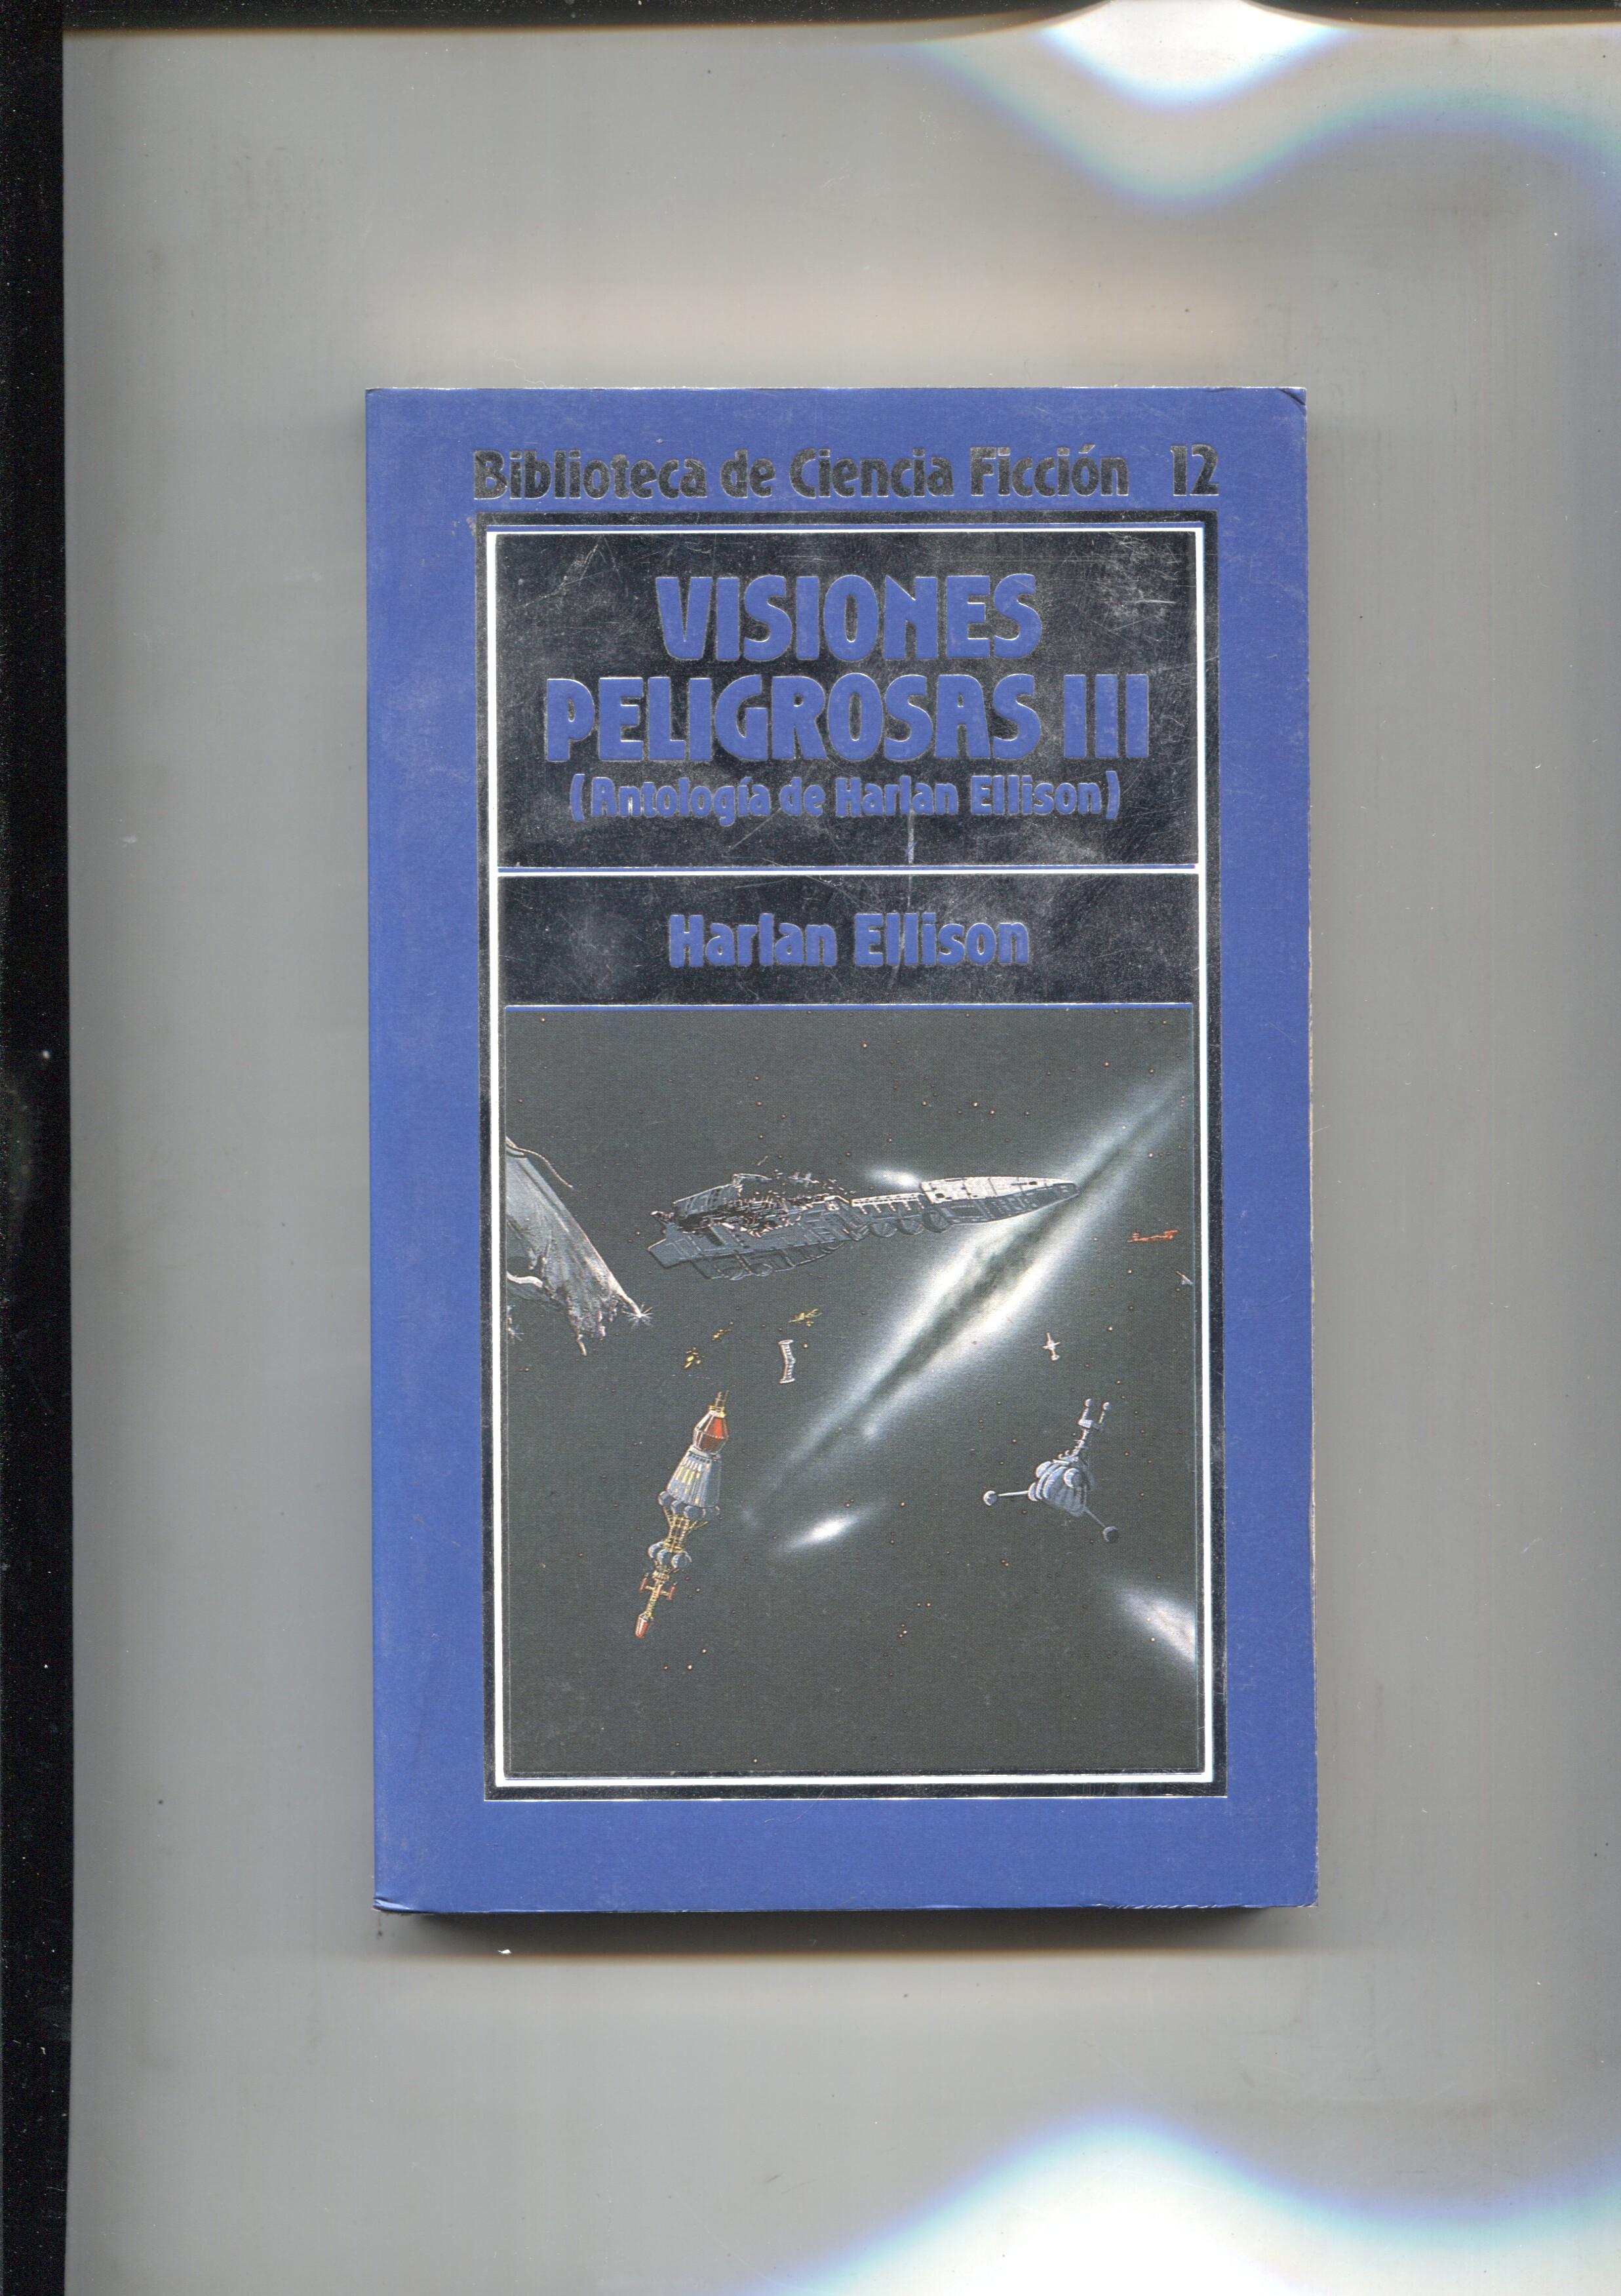 Biblioteca de Ciencia Ficción 12
VISIONES
PELIGROSAS III
(Antología de Harlan Ellison)
Harlan Ellison